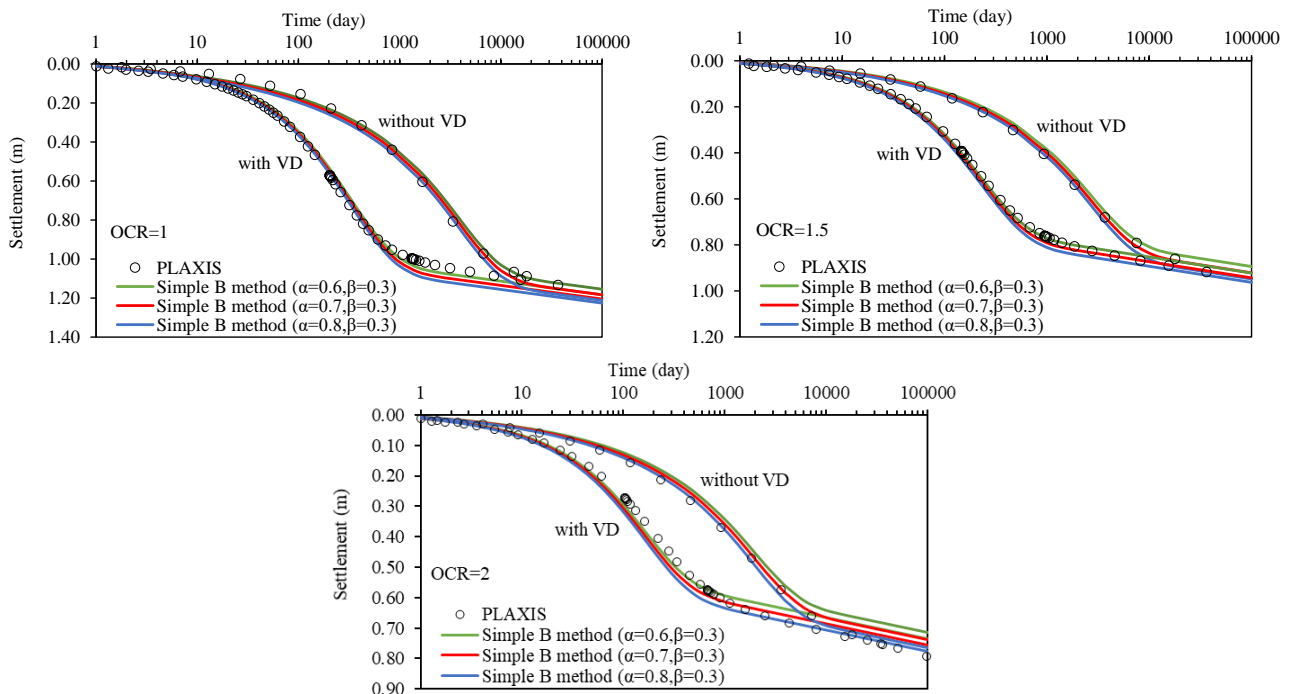 Time (day)
1 10 100 1000 10000 100000
0.00
0.20
0.40
0.60
0.80
1.00
1.20
1.40
Settlement (m)
without VD
with VD
OCR=1
PLAXIS
Simple B method (α=0.6,β=0.3)
Simple B method (α=0.7,β=0.3)
Simple B method (α=0.8,β=0.3)
Time (day)
1 10 100 1000 10000 100000
0.00
0.20
0.40
0.60
0.80
1.00
1.20
Settlement (m)
without VD
with VD
OCR=1.5
PLAXIS
Simple B method (α=0.6,β=0.3)
Simple B method (α=0.7,β=0.3)
Simple B method (α=0.8,β=0.3)
Time (day)
1 10 100 1000 10000 100000
0.00
0.10
0.20
0.30
0.40
0.50
0.60
0.70
0.80
0.90
Settlement (m)
without VD
with VD
OCR=2
PLAXIS
Simple B method (α=0.6,β=0.3)
Simple B method (α=0.7,β=0.3)
Simple B method (α=0.8,β=0.3)